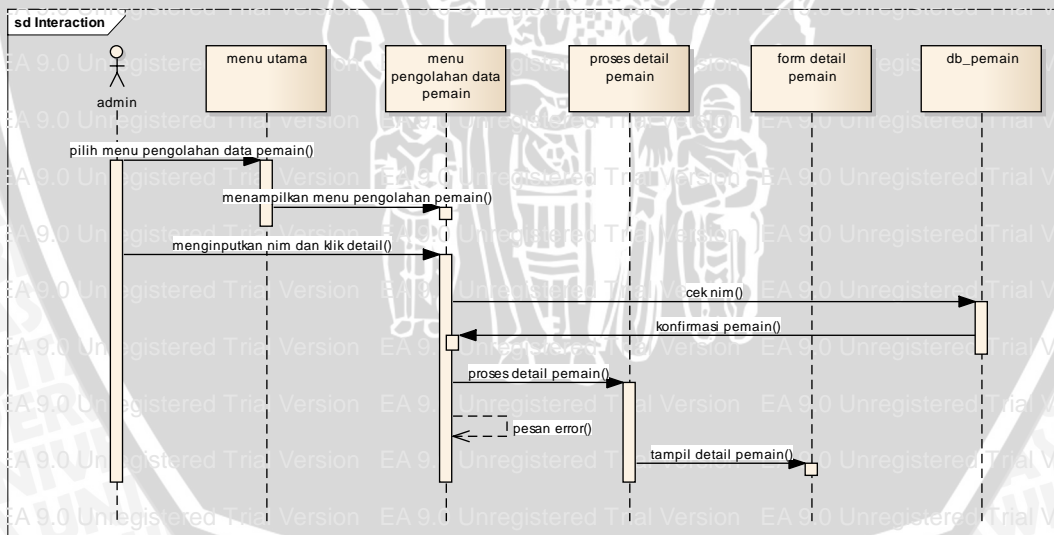 sd Interaction
admin
menu utama
menu
pengolahan data
pemain
proses detail
pemain
form detail
pemain
db_pemain
pilih menu pengolahan data pemain()
menampilkan menu pengolahan pemain()
menginputkan nim dan klik detail()
cek nim()
konfirmasi pemain()
proses detail pemain()
pesan error()
tampil detail pemain()
EA 9.0 Unregistered Trial Version